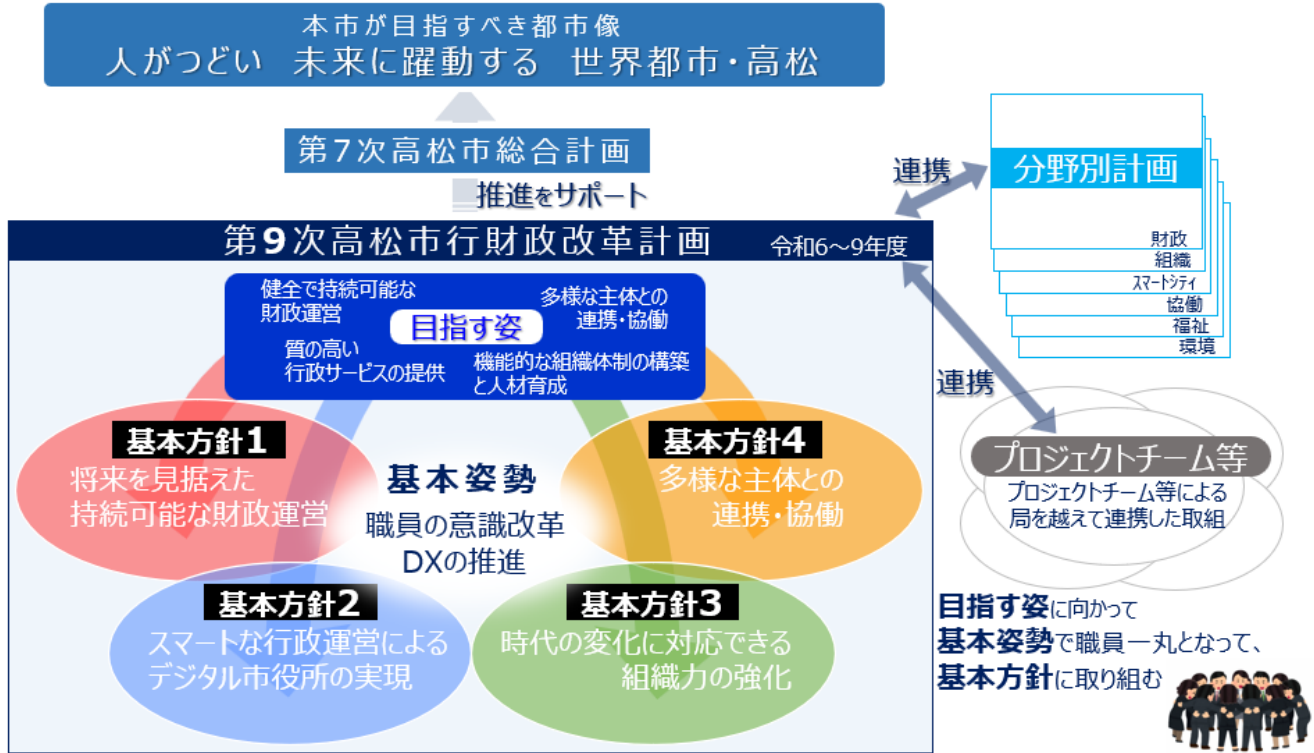 本市が目指すべき都市像
人がつどい 未来に躍動する 世界都市・高松
第7次高松市総合計画
推進をサポート
第9次高松市行財政改革計画 令和6～9年度
健全で持続可能な
財政運営
多様な主体との
連携・協働
目指す姿
質の高い
行政サービスの提供
機能的な組織体制の構築
と人材育成
基本方針1
将来を見据えた
持続可能な財政運営
基本姿勢
職員の意識改革
DXの推進
基本方針4
多様な主体との
連携・協働
基本方針2
スマートな行政運営による
デジタル市役所の実現
基本方針3
時代の変化に対応できる
組織力の強化
連携
分野別計画
財政
組織
スマートシティ
協働
福祉
環境
連携
プロジェクトチーム等
プロジェクトチーム等による
局を越えて連携した取組
目指す姿に向かって
基本姿勢で職員一丸となって、
基本方針に取り組む